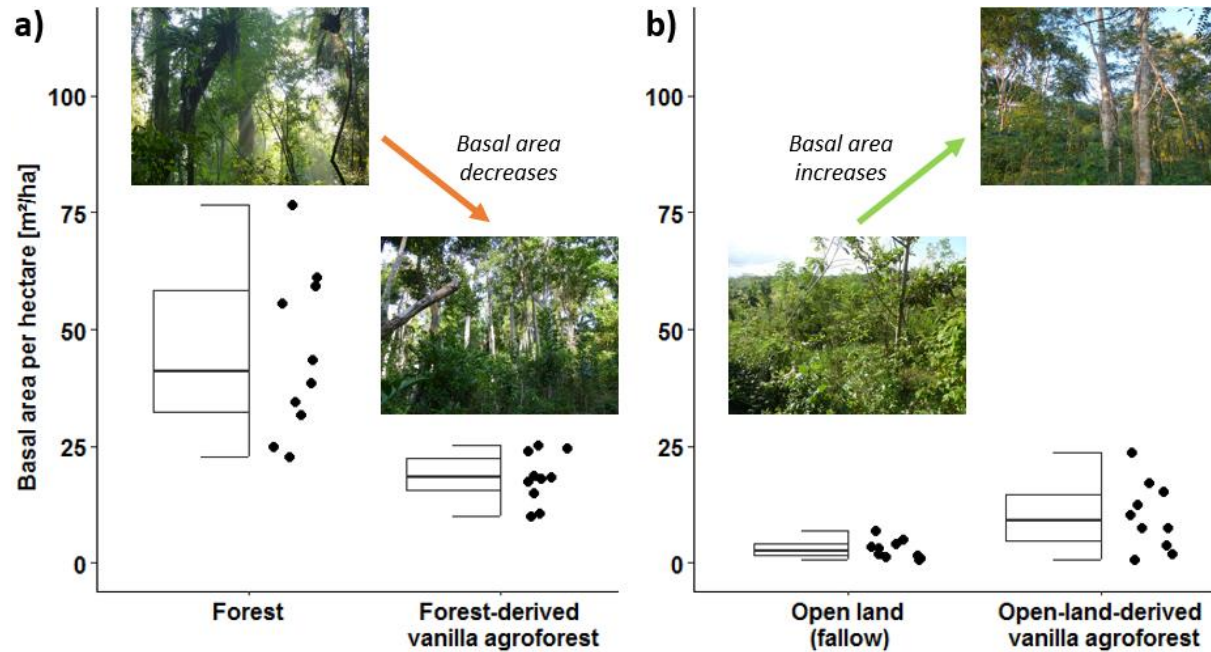 a)
Basal area per hectare [m²/ha]
100
75
50
25
0
Basal area
decreases
Forest
Forest-derived
vanilla agroforest
b)
100
75
50
25
0
Basal area
increases
Open land
(fallow)
Open-land-derived
vanilla agroforest